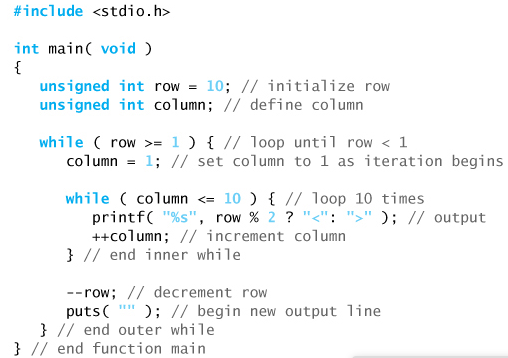 #include <stdio.h>
int main( void )
{
unsigned int row = 10; // initialize row
unsigned int column; // define column
while ( row >= 1 ) { // loop until row < 1
column = 1; // set column to 1 as iteration begins
while ( column <= 10 ) { // loop 10 times
printf( "%s", row % 2 ? "<": ">" ); // output
++column; // increment column
} // end inner while
--row; // decrement row
puts( "" ); // begin new output line
} // end outer while
} // end function main